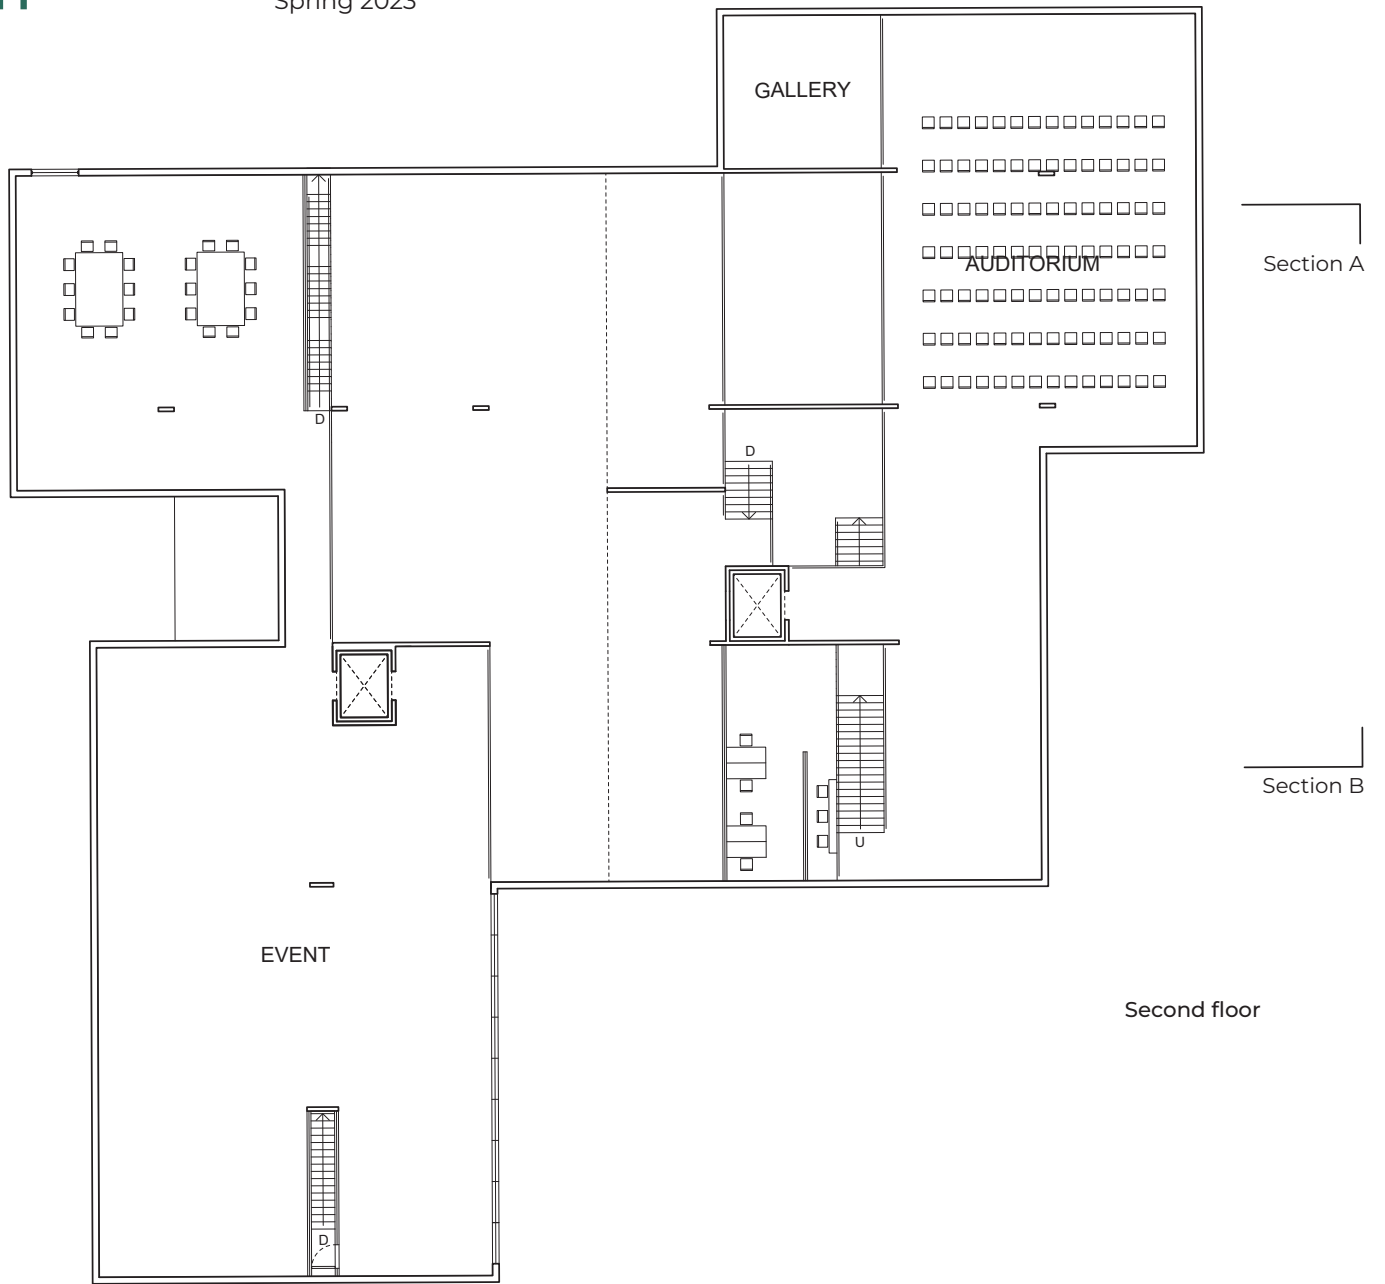 Spring 2023
GALLERY
AUDITORIUM
Section A
D
D
Section B
U
EVENT
Second floor
D